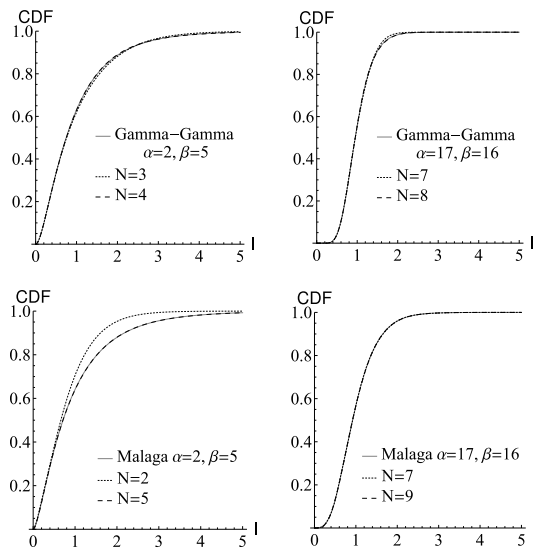 CDF
1.0
0.8
0.6
0.4
0.2
0 1 2 3 4 5 I
— Gamma−Gamma
α=2, β=5
N=3
N=4
CDF
1.0
0.8
0.6
0.4
0.2
0 1 2 3 4 5 I
— Gamma−Gamma
α=17, β=16
N=7
N=8
CDF
1.0
0.8
0.6
0.4
0.2
0 1 2 3 4 5 I
— Malaga α=2, β=5
N=2
N=5
CDF
1.0
0.8
0.6
0.4
0.2
0 1 2 3 4 5 I
— Malaga α=17, β=16
N=7
N=9